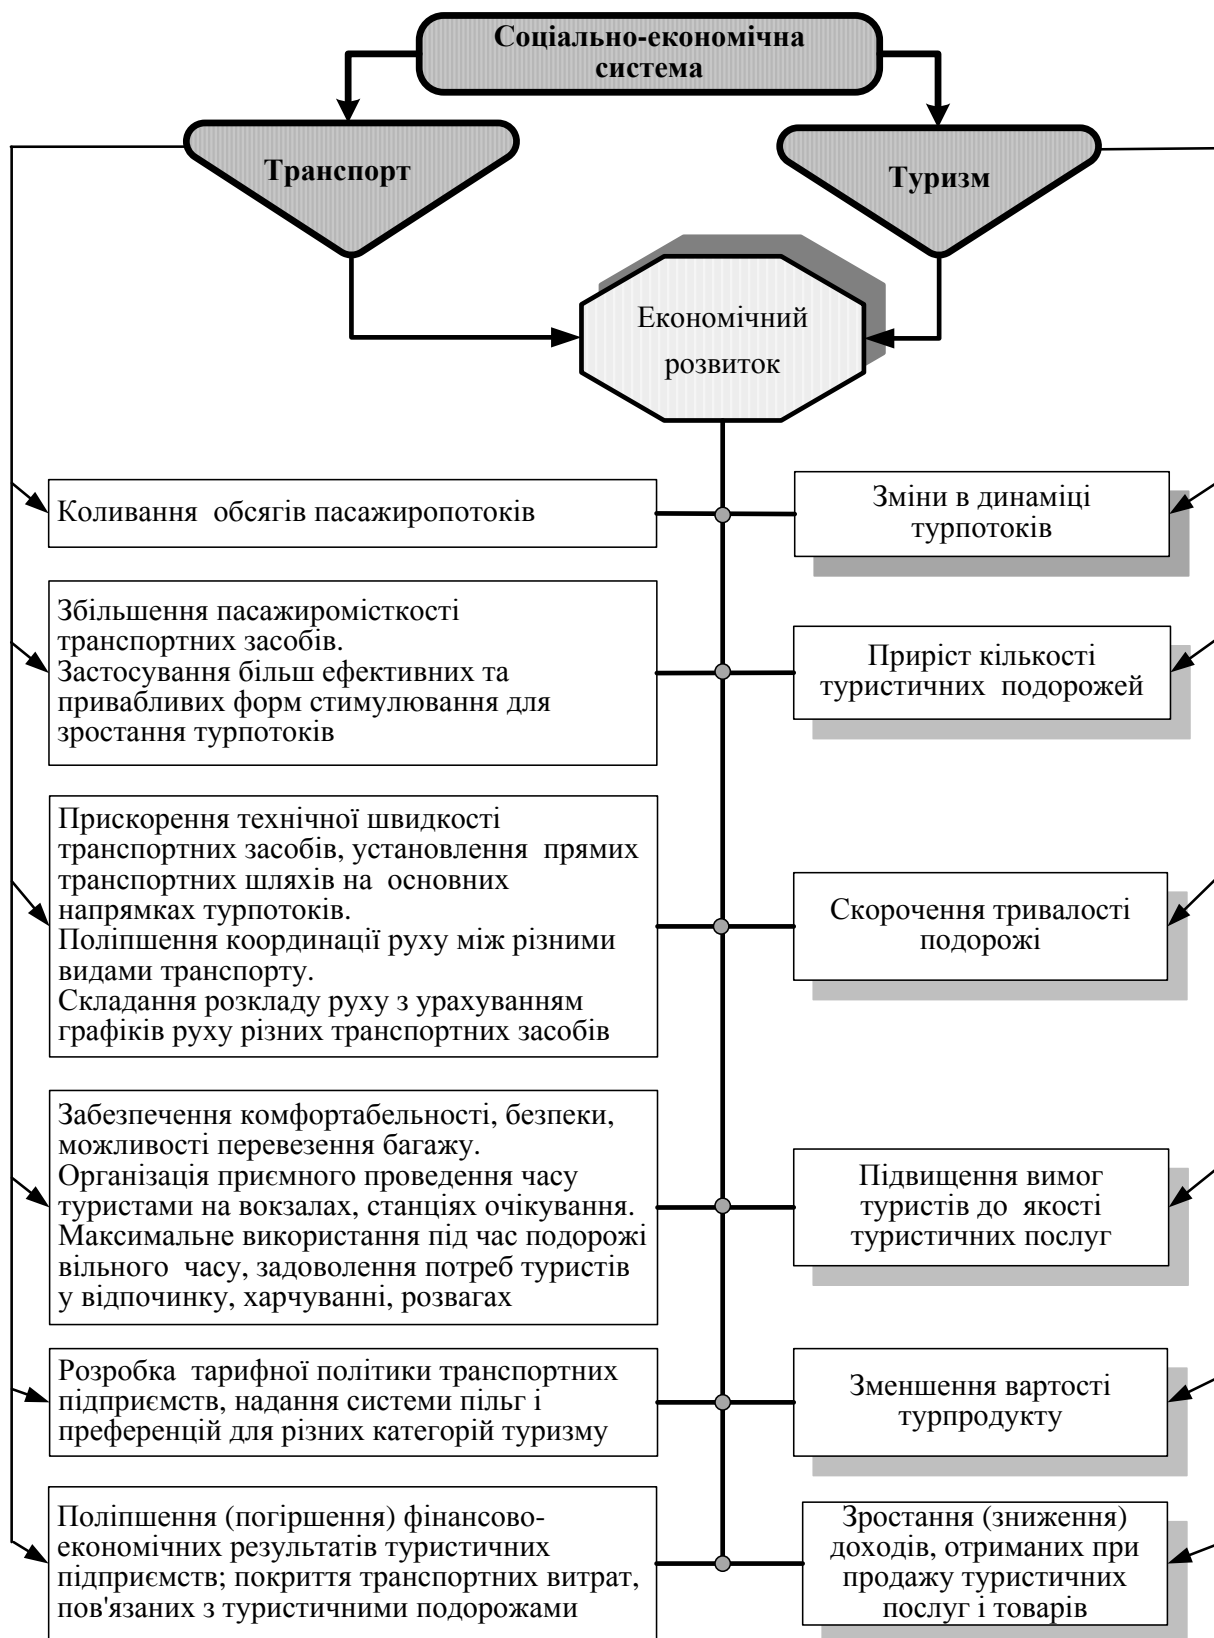 Соціально-економічна
система
Транспорт
Туризм
Економічний
розвиток
Коливання обсягів пасажиропотоків
Зміни в динаміці
турпотоків
Збільшення пасажиромісткості
транспортних засобів.
Застосування більш ефективних та
привабливих форм стимулювання для
зростання турпотоків
Приріст кількості
туристичних подорожей
Прискорення технічної швидкості
транспортних засобів, установлення прямих
транспортних шляхів на основних
напрямках турпотоків.
Поліпшення координації руху між різними
видами транспорту.
Складання розкладу руху з урахуванням
графіків руху різних транспортних засобів
Скорочення тривалості
подорожі
Забезпечення комфортабельності, безпеки,
можливості перевезення багажу.
Організація приємного проведення часу
туристами на вокзалах, станціях очікування.
Максимальне використання під час подорожі
вільного часу, задоволення потреб туристів
у відпочинку, харчуванні, розвагах
Підвищення вимог
туристів до якості
туристичних послуг
Розробка тарифної політики транспортних
підприємств, надання системи пільг і
преференцій для різних категорій туризму
Зменшення вартості
турпродукту
Поліпшення (погіршення) фінансово-
економічних результатів туристичних
підприємств; покриття транспортних витрат,
пов'язаних з туристичними подорожами
Зростання (зниження)
доходів, отриманих при
продажу туристичних
послуг і товарів